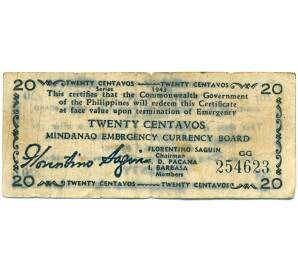 20 TWENTY CENTAVOS TWENTY CENTAVOS 20
Series 1943
This certifies that the Commonwealth Government
of the Philippines will redeem this Certificate
at face value upon termination of Emergency
TWENTY CENTAVOS
MINDANAO EMERGENCY CURRENCY BOARD
Florentino Saguin
FLORENTINO SAGUIN
Chairman
D. PACANA
I. BARBASA
Members
GG
254623
20 TWENTY CENTAVOS TWENTY CENTAVOS 20